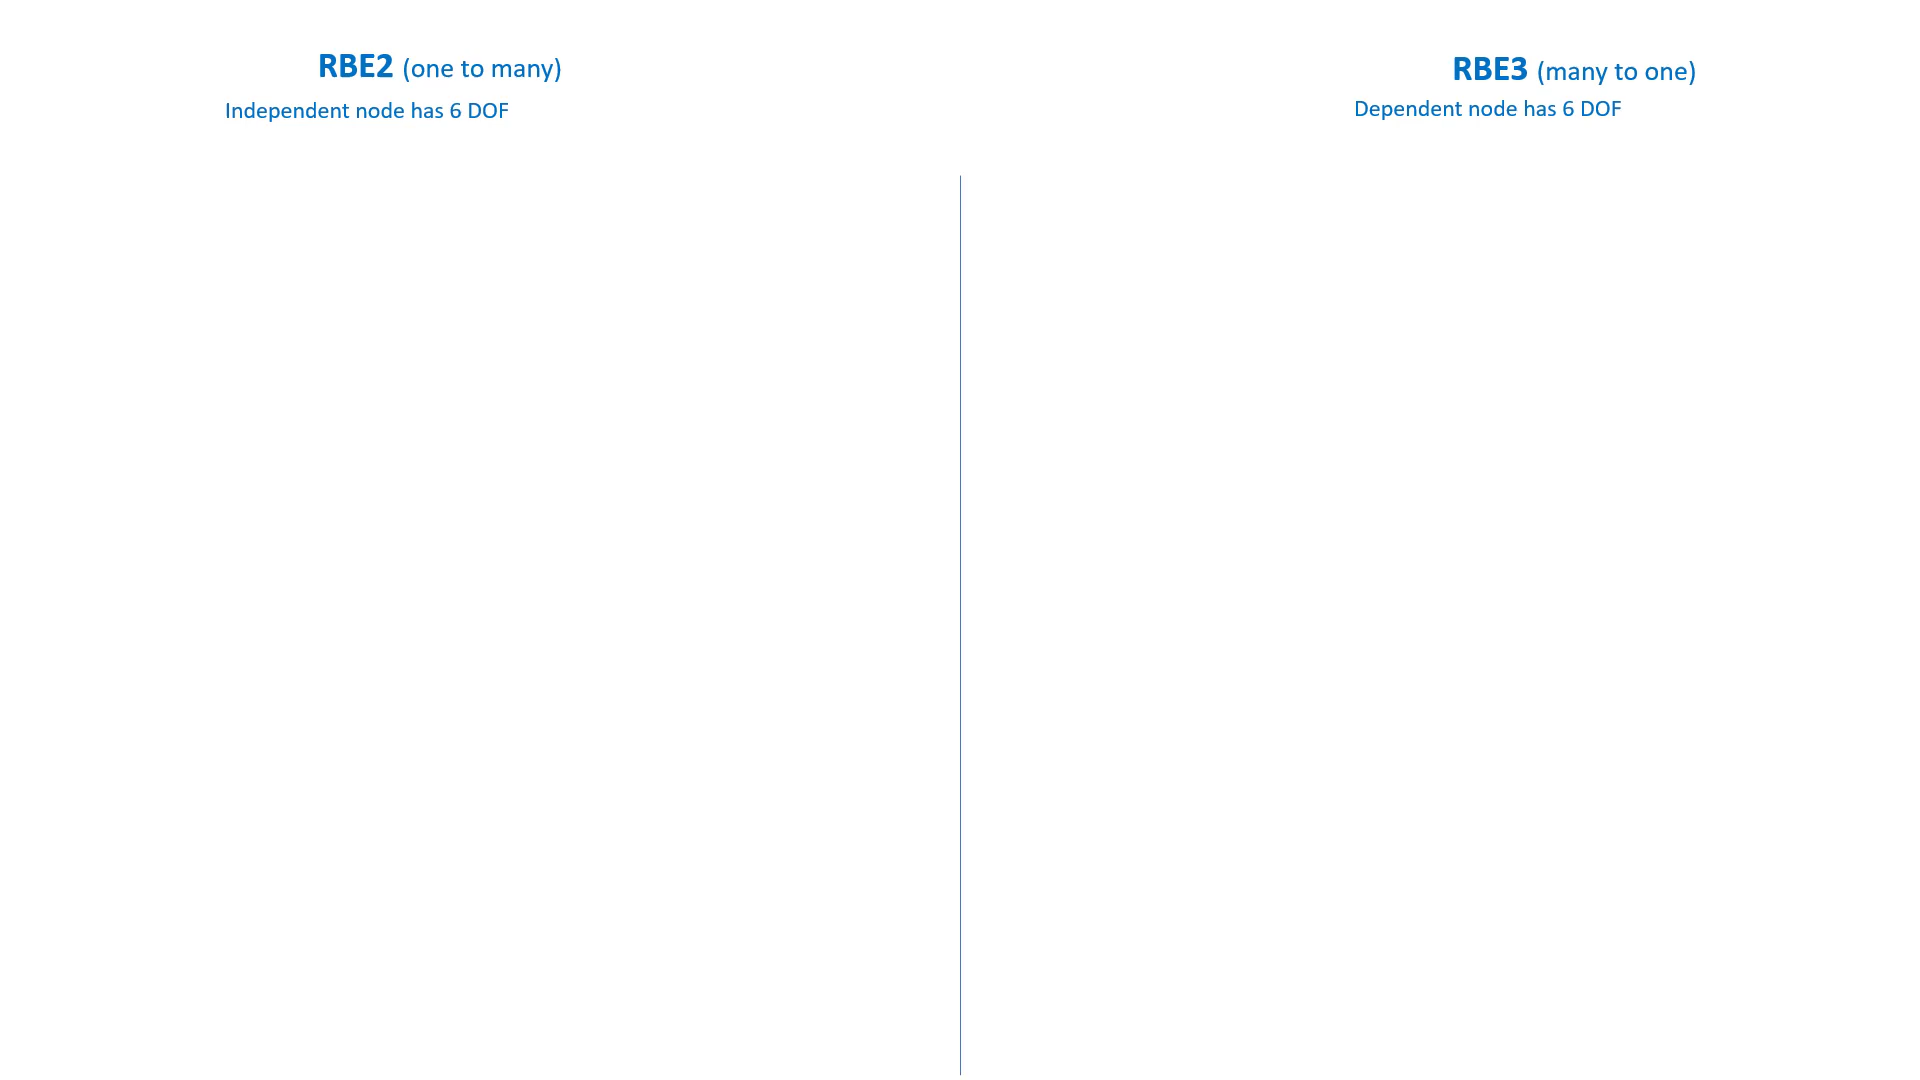 RBE2 (one to many)
Independent node has 6 DOF
RBE3 (many to one)
Dependent node has 6 DOF